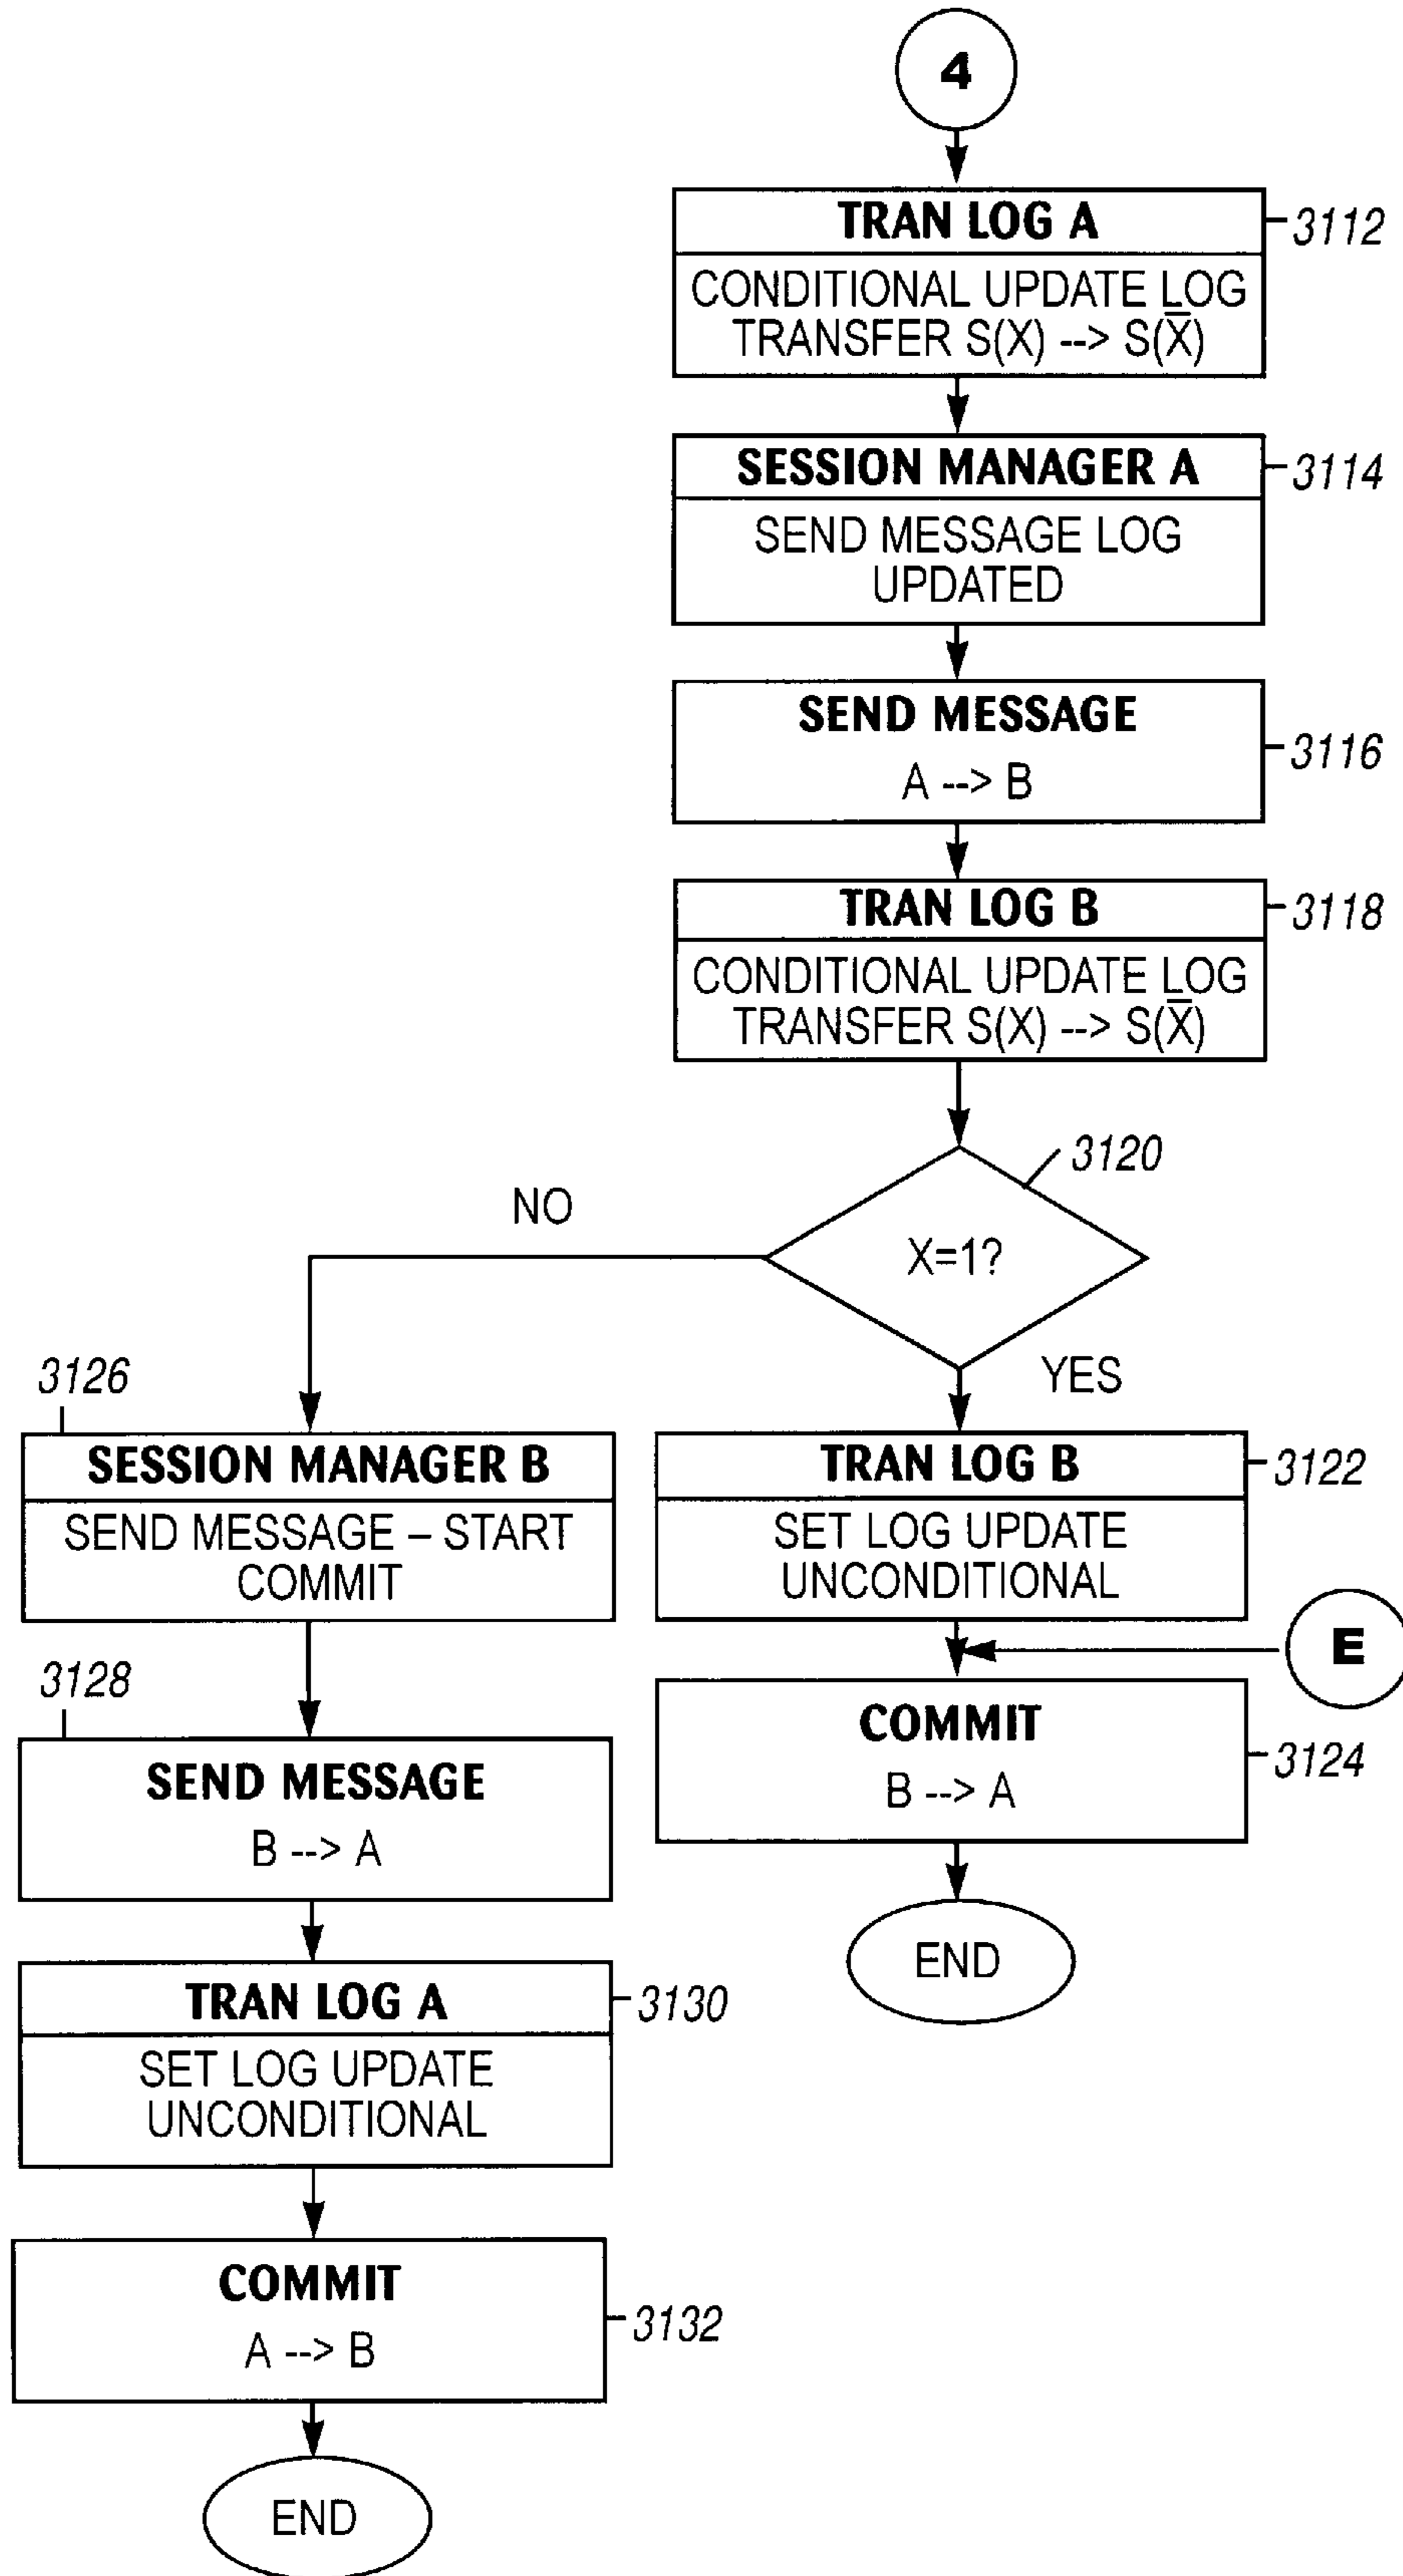 4
TRAN LOG A
3112
CONDITIONAL UPDATE LOG
TRANSFER S(X) --> S(X̅)
SESSION MANAGER A
3114
SEND MESSAGE LOG
UPDATED
SEND MESSAGE
3116
A --> B
TRAN LOG B
3118
CONDITIONAL UPDATE LOG
TRANSFER S(X) --> S(X̅)
3120
X=1?
NO
YES
3126
SESSION MANAGER B
SEND MESSAGE – START
COMMIT
TRAN LOG B
3122
SET LOG UPDATE
UNCONDITIONAL
E
3128
SEND MESSAGE
B --> A
COMMIT
3124
B --> A
END
TRAN LOG A
3130
SET LOG UPDATE
UNCONDITIONAL
COMMIT
3132
A --> B
END